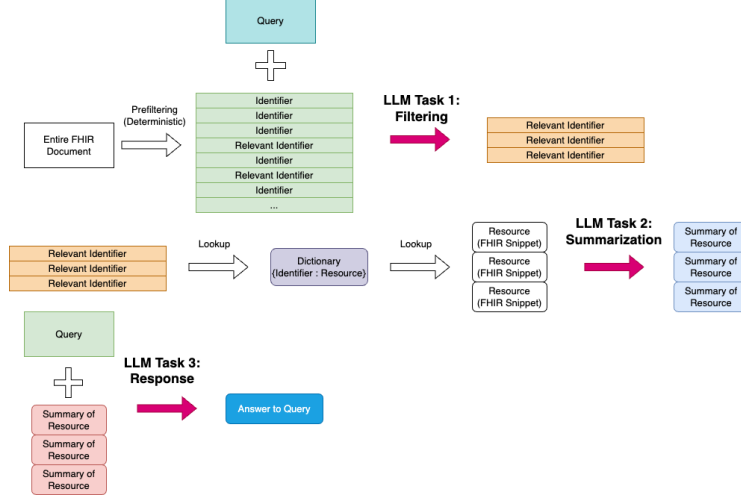 Query
Entire FHIR
Document
Prefiltering
(Deterministic)
Identifier
Identifier
Identifier
Relevant Identifier
Identifier
Relevant Identifier
Identifier
...
LLM Task 1:
Filtering
Relevant Identifier
Relevant Identifier
Relevant Identifier
Relevant Identifier
Relevant Identifier
Relevant Identifier
Lookup
Dictionary
{Identifier : Resource}
Lookup
Resource
(FHIR Snippet)
Resource
(FHIR Snippet)
Resource
(FHIR Snippet)
LLM Task 2:
Summarization
Summary of
Resource
Summary of
Resource
Summary of
Resource
Query
Summary of
Resource
Summary of
Resource
Summary of
Resource
LLM Task 3:
Response
Answer to Query